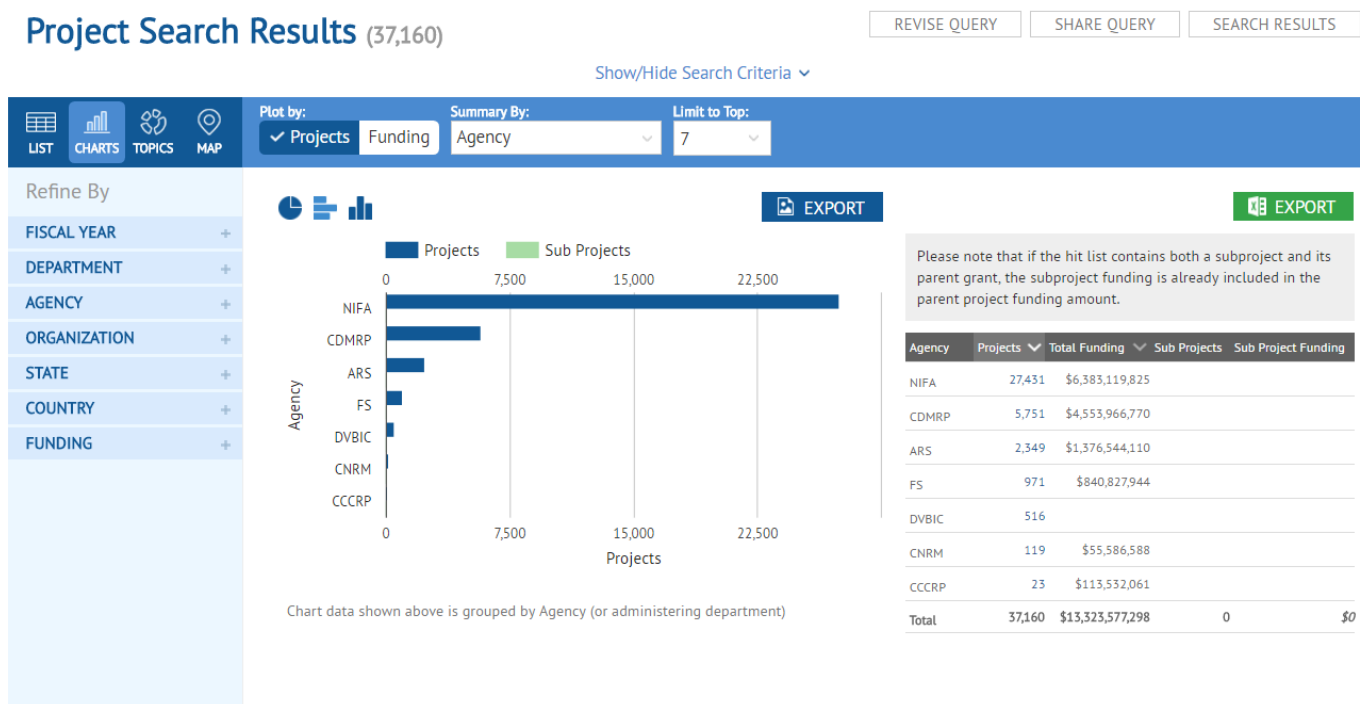 Project Search Results (37,160)
REVISE QUERY
SHARE QUERY
SEARCH RESULTS
Show/Hide Search Criteria
LIST
CHARTS
TOPICS
MAP
Plot by:
Projects
Funding
Summary By:
Agency
Limit to Top:
7
Refine By
FISCAL YEAR +
DEPARTMENT +
AGENCY +
ORGANIZATION +
STATE +
COUNTRY +
FUNDING +
EXPORT
Projects
Sub Projects
0 7,500 15,000 22,500
Agency
NIFA
CDMRP
ARS
FS
DVBIC
CNRM
CCCRP
0 7,500 15,000 22,500
Projects
Chart data shown above is grouped by Agency (or administering department)
EXPORT
Please note that if the hit list contains both a subproject and its
parent grant, the subproject funding is already included in the
parent project funding amount.
Agency Projects Total Funding Sub Projects Sub Project Funding
NIFA 27,431 $6,383,119,825
CDMRP 5,751 $4,553,966,770
ARS 2,349 $1,376,544,110
FS 971 $840,827,944
DVBIC 516
CNRM 119 $55,586,588
CCCRP 23 $113,532,061
Total 37,160 $13,323,577,298 0 $0